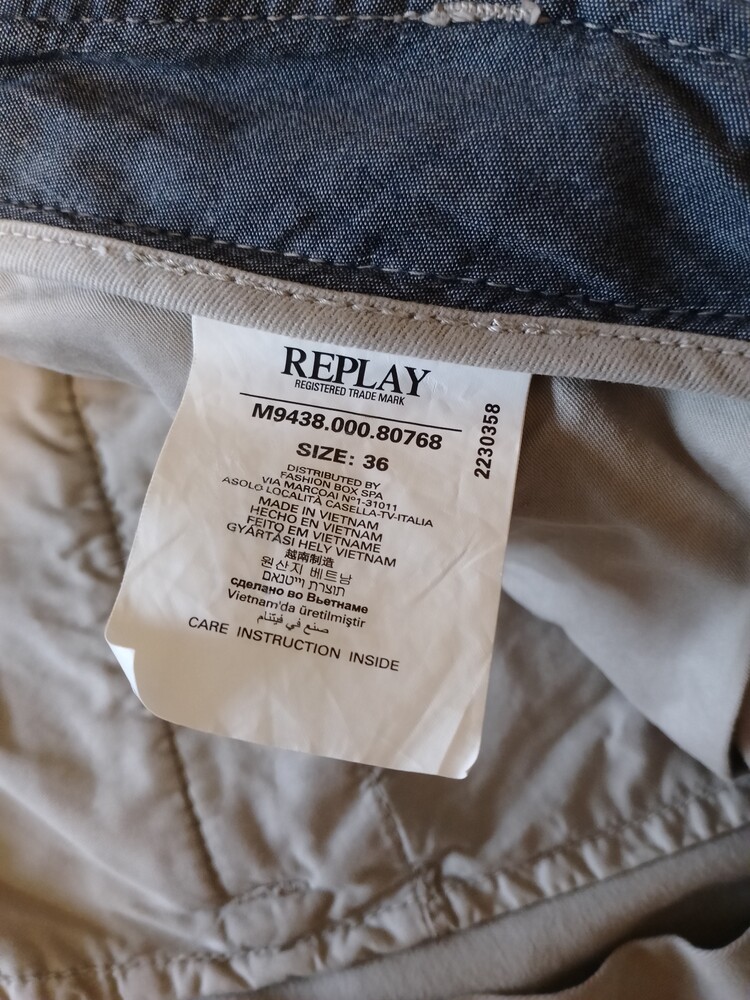 REPLAY
REGISTERED TRADE MARK
M9438.000.80768
SIZE: 36
DISTRIBUTED BY
FASHION BOX SPA
VIA MARCOAI N°1-31011
ASOLO LOCALITÀ CASELLA-TV-ITALIA
MADE IN VIETNAM
HECHO EN VIETNAM
FEITO EM VIETNAME
GYÁRTÁSI HELY VIETNAM
越南制造
원산지 베트남
תוצרת וייטנאם
сделано во Вьетнаме
Vietnam'da üretilmiştir
صنع في فيتنام
CARE INSTRUCTION INSIDE
2230358